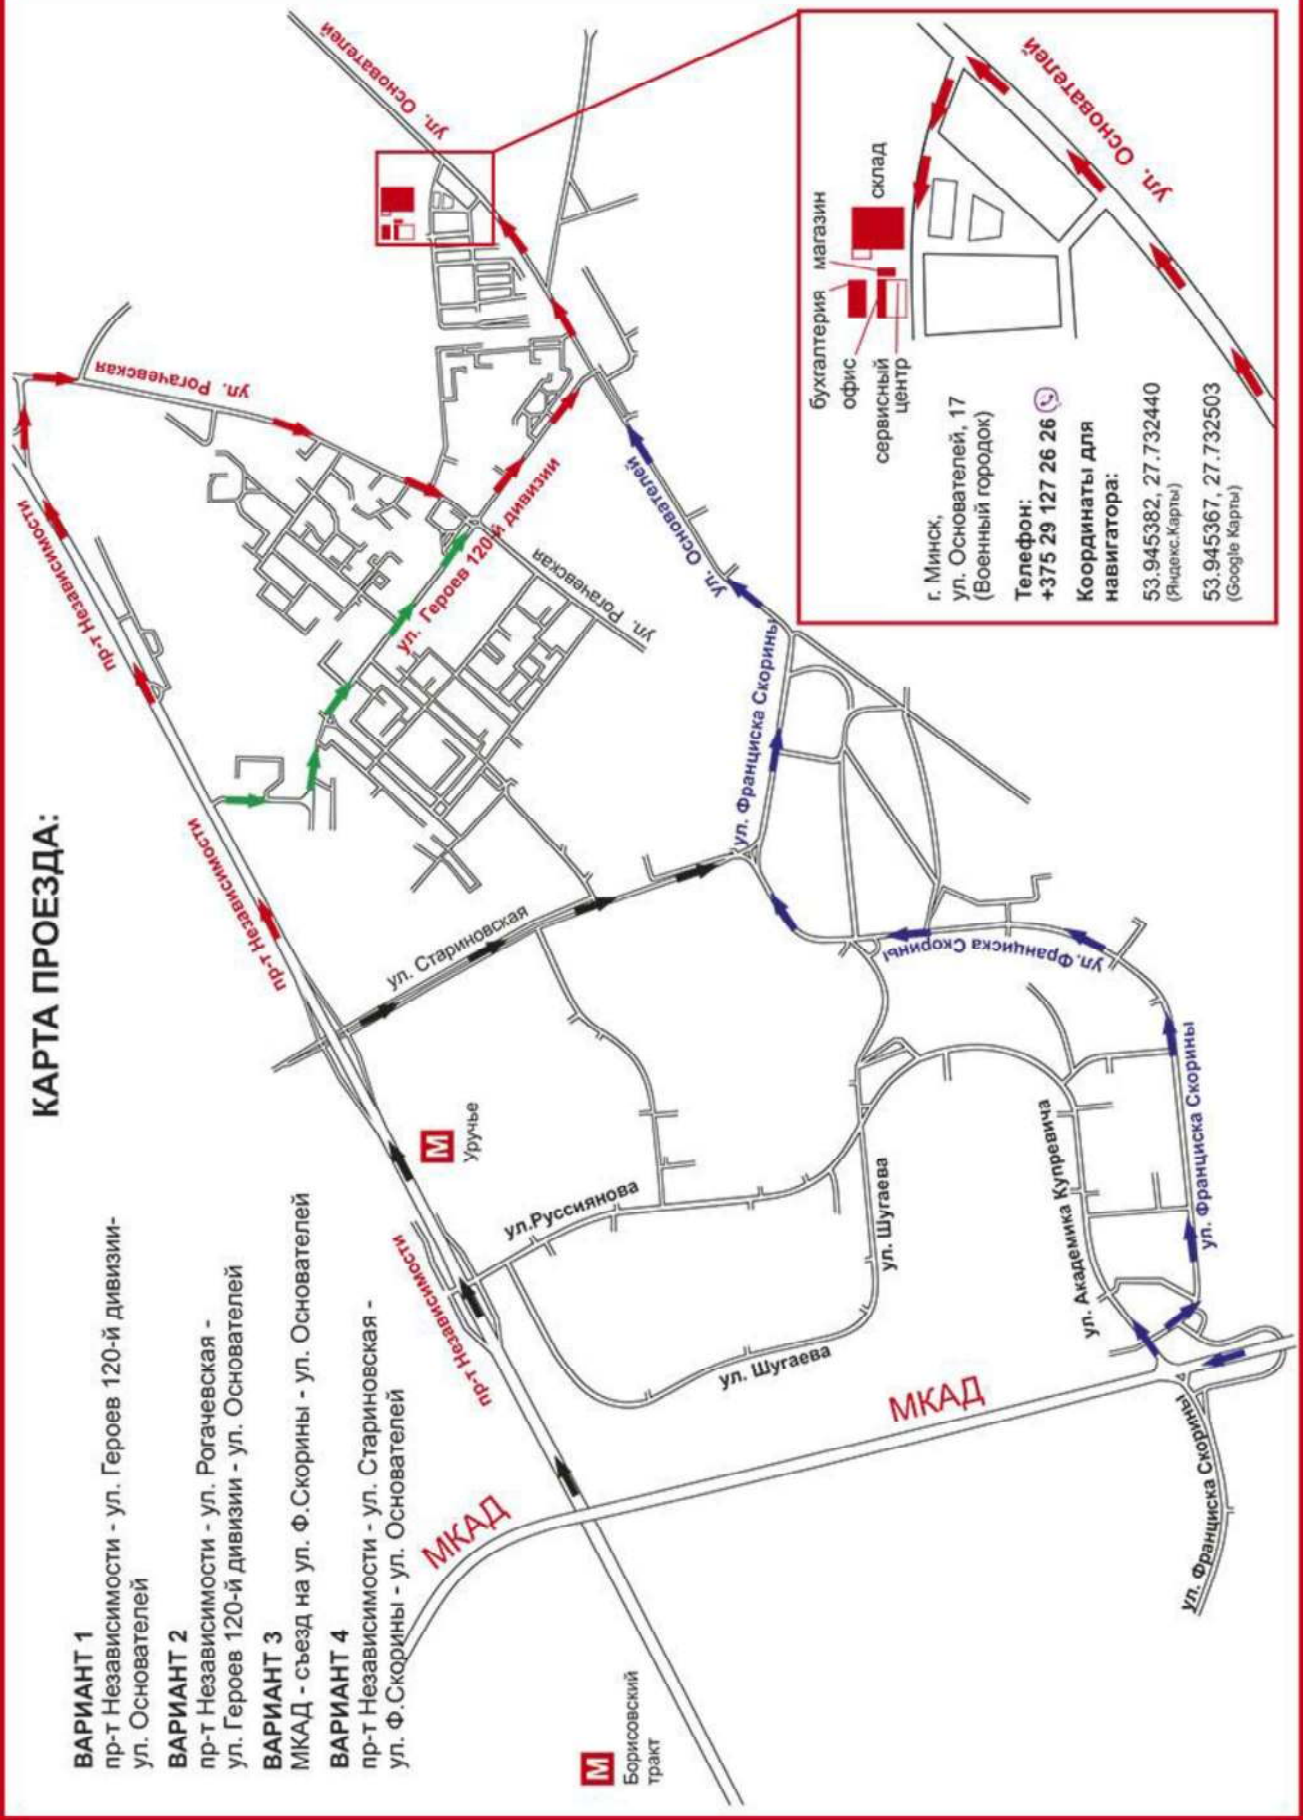 КАРТА ПРОЕЗДА:
ВАРИАНТ 1
пр-т Независимости - ул. Героев 120-й дивизии-
ул. Основателей
ВАРИАНТ 2
пр-т Независимости - ул. Рогачевская -
ул. Героев 120-й дивизии - ул. Основателей
ВАРИАНТ 3
МКАД - съезд на ул. Ф.Скорины - ул. Основателей
ВАРИАНТ 4
пр-т Независимости - ул. Стариновская -
ул. Ф.Скорины - ул. Основателей
М
Борисовский
тракт
МКАД
МКАД
пр-т Независимости
М
Уручье
пр-т Независимости
пр-т Независимости
ул. Рогачевская
ул. Основателей
ул. Героев 120-й дивизии
ул. Рогачевская
ул. Стариновская
ул.Руссиянова
ул. Шугаева
ул. Шугаева
ул. Основателей
ул. Франциска Скорины
ул. Франциска Скорины
ул. Академика Купревича
ул. Франциска Скорины
ул. Франциска Скорины
бухгалтерия
магазин
офис
склад
сервисный
центр
ул. Основателей
г. Минск,
ул. Основателей, 17
(Военный городок)
Телефон:
+375 29 127 26 26
Координаты для
навигатора:
53.945382, 27.732440
(Яндекс.Карты)
53.945367, 27.732503
(Google Карты)